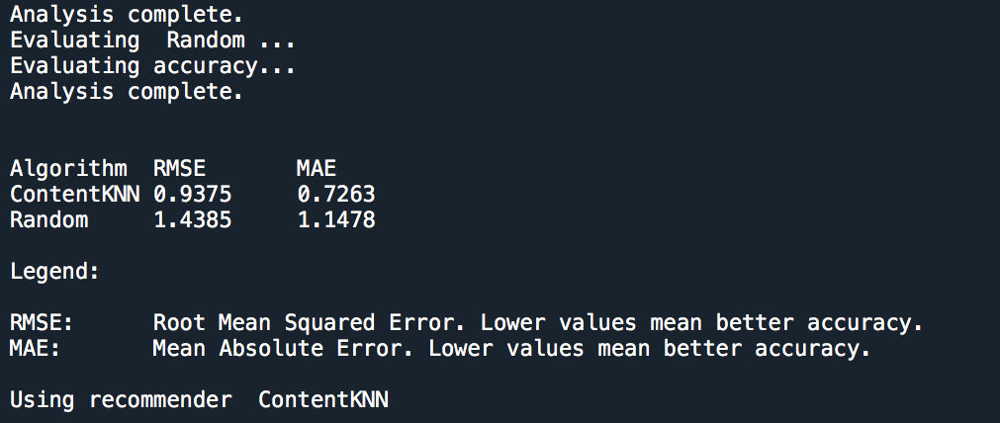 Analysis complete.
Evaluating  Random ...
Evaluating accuracy...
Analysis complete.
Algorithm  RMSE       MAE
ContentKNN 0.9375     0.7263
Random     1.4385     1.1478
Legend:
RMSE:      Root Mean Squared Error. Lower values mean better accuracy.
MAE:       Mean Absolute Error. Lower values mean better accuracy.
Using recommender  ContentKNN